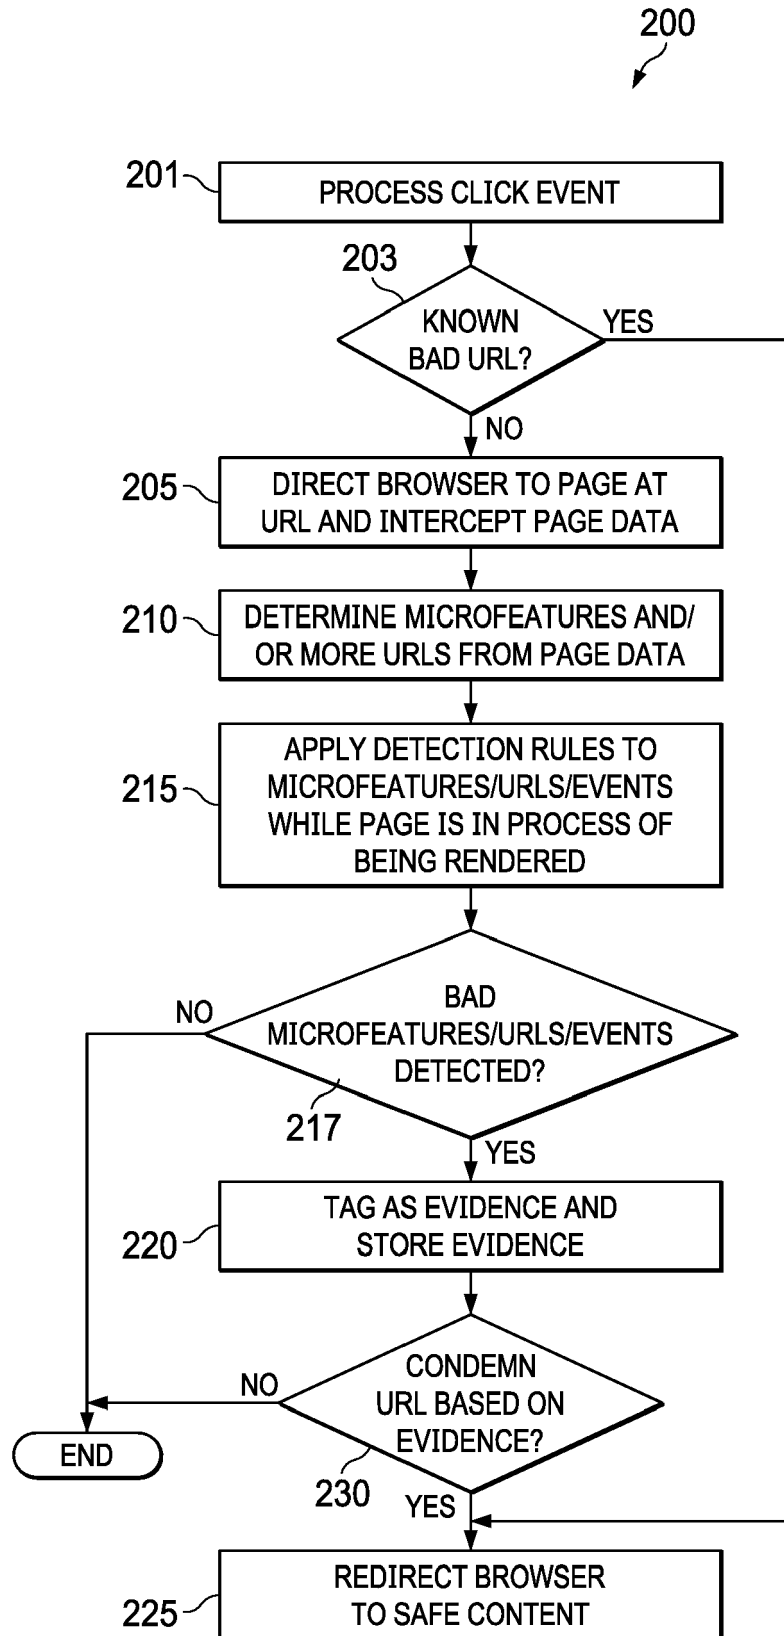 200
201
PROCESS CLICK EVENT
203
KNOWN
BAD URL?
YES
NO
205
DIRECT BROWSER TO PAGE AT
URL AND INTERCEPT PAGE DATA
210
DETERMINE MICROFEATURES AND/
OR MORE URLS FROM PAGE DATA
215
APPLY DETECTION RULES TO
MICROFEATURES/URLS/EVENTS
WHILE PAGE IS IN PROCESS OF
BEING RENDERED
NO
BAD
MICROFEATURES/URLS/EVENTS
DETECTED?
217
YES
220
TAG AS EVIDENCE AND
STORE EVIDENCE
NO
CONDEMN
URL BASED ON
EVIDENCE?
END
230
YES
225
REDIRECT BROWSER
TO SAFE CONTENT